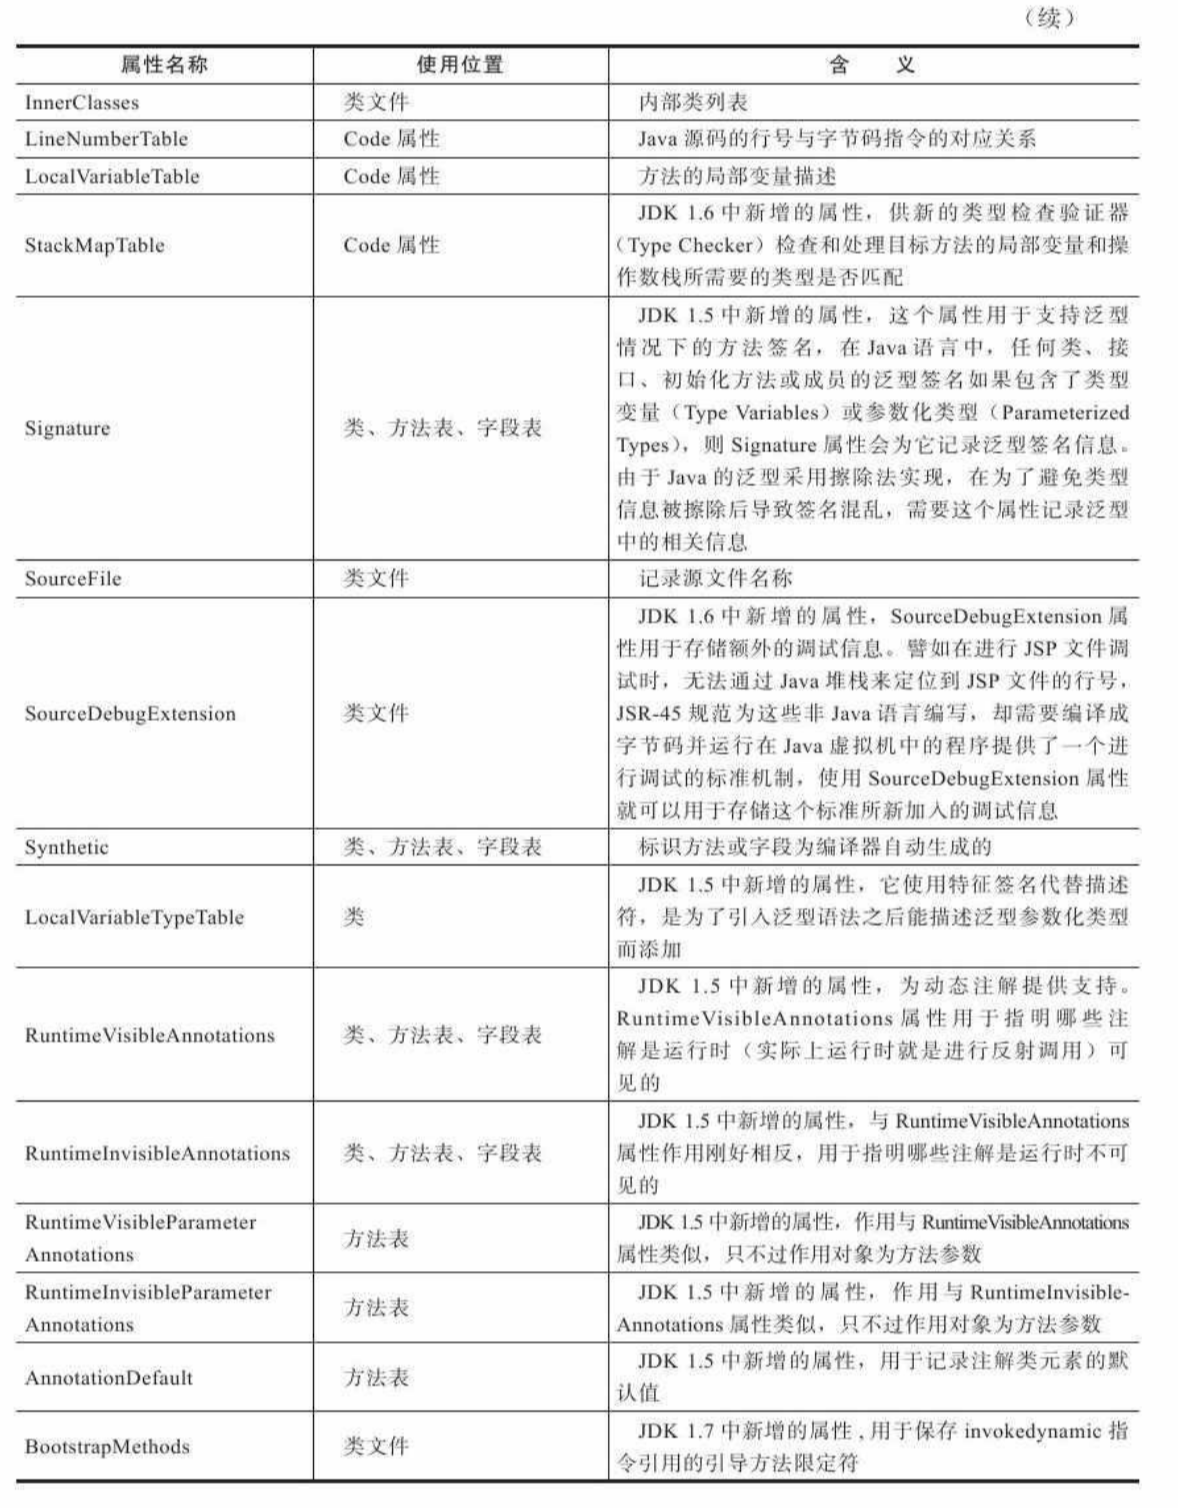 （续）
属性名称 使用位置 含 义
InnerClasses 类文件 内部类列表
LineNumberTable Code 属性 Java 源码的行号与字节码指令的对应关系
LocalVariableTable Code 属性 方法的局部变量描述
StackMapTable Code 属性 JDK 1.6 中新增的属性，供新的类型检查验证器
（Type Checker）检查和处理目标方法的局部变量和操
作数栈所需要的类型是否匹配
Signature 类、方法表、字段表 JDK 1.5 中新增的属性，这个属性用于支持泛型
情况下的方法签名，在 Java 语言中，任何类、接
口、初始化方法或成员的泛型签名如果包含了类型
变量（Type Variables）或参数化类型（Parameterized
Types），则 Signature 属性会为它记录泛型签名信息。
由于 Java 的泛型采用擦除法实现，在为了避免类型
信息被擦除后导致签名混乱，需要这个属性记录泛型
中的相关信息
SourceFile 类文件 记录源文件名称
SourceDebugExtension 类文件 JDK 1.6 中新增的属性，SourceDebugExtension 属
性用于存储额外的调试信息。譬如在进行 JSP 文件调
试时，无法通过 Java 堆栈来定位到 JSP 文件的行号，
JSR-45 规范为这些非 Java 语言编写，却需要编译成
字节码并运行在 Java 虚拟机中的程序提供了一个进
行调试的标准机制，使用 SourceDebugExtension 属性
就可以用于存储这个标准所新加入的调试信息
Synthetic 类、方法表、字段表 标识方法或字段为编译器自动生成的
LocalVariableTypeTable 类 JDK 1.5 中新增的属性，它使用特征签名代替描述
符，是为了引入泛型语法之后能描述泛型参数化类型
而添加
RuntimeVisibleAnnotations 类、方法表、字段表 JDK 1.5 中新增的属性，为动态注解提供支持。
RuntimeVisibleAnnotations 属性用于指明哪些注
解是运行时（实际上运行时就是进行反射调用）可
见的
RuntimeInvisibleAnnotations 类、方法表、字段表 JDK 1.5 中新增的属性，与 RuntimeVisibleAnnotations
属性作用刚好相反，用于指明哪些注解是运行时不可
见的
RuntimeVisibleParameter
Annotations 方法表 JDK 1.5 中新增的属性，作用与 RuntimeVisibleAnnotations
属性类似，只不过作用对象为方法参数
RuntimeInvisibleParameter
Annotations 方法表 JDK 1.5 中新增的属性，作用与 RuntimeInvisible-
Annotations 属性类似，只不过作用对象为方法参数
AnnotationDefault 方法表 JDK 1.5 中新增的属性，用于记录注解类元素的默
认值
BootstrapMethods 类文件 JDK 1.7 中新增的属性，用于保存 invokedynamic 指
令引用的引导方法限定符